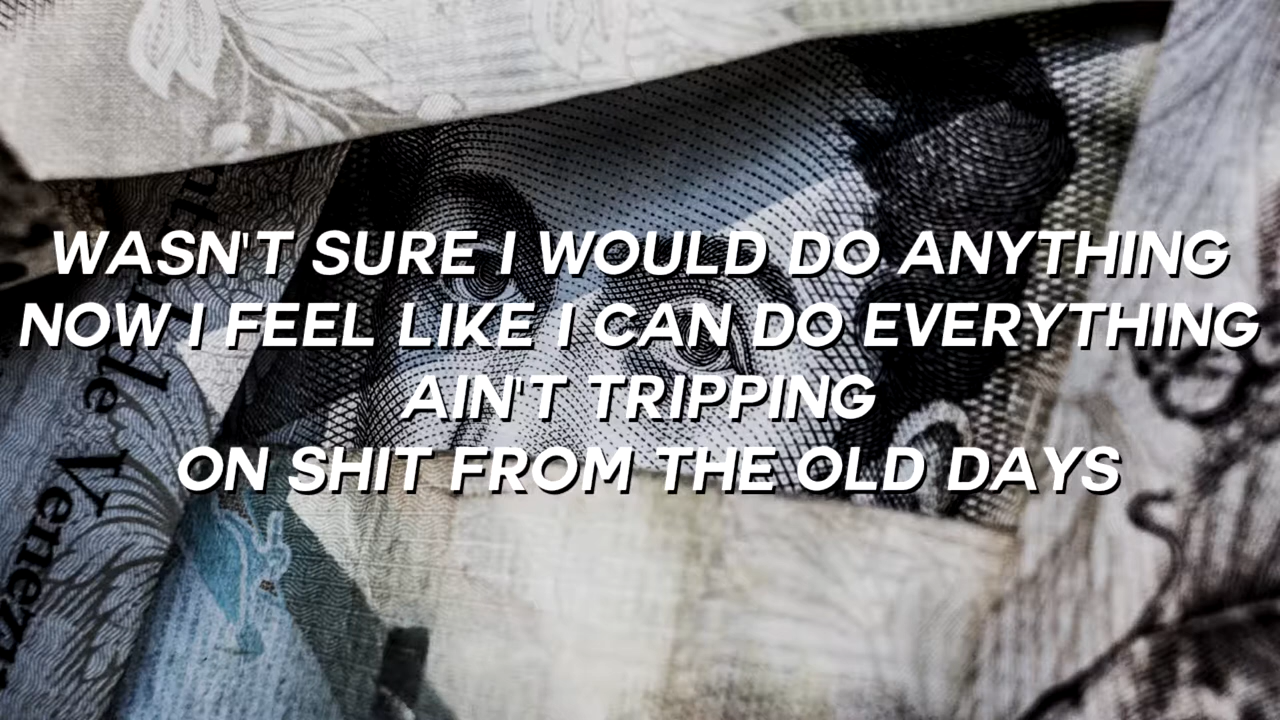 WASN'T SURE I WOULD DO ANYTHING
NOW I FEEL LIKE I CAN DO EVERYTHING
AIN'T TRIPPING
ON SHIT FROM THE OLD DAYS